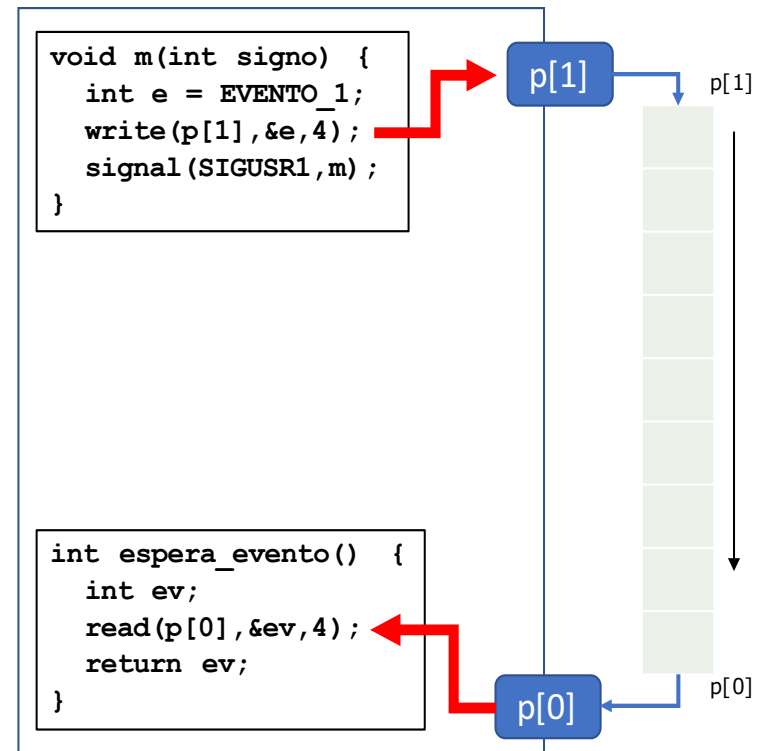 void m(int signo) {
int e = EVENTO_1;
write(p[1],&e,4);
signal(SIGUSR1,m);
}
p[1]
p[1]
int espera_evento() {
int ev;
read(p[0],&ev,4);
return ev;
}
p[0]
p[0]